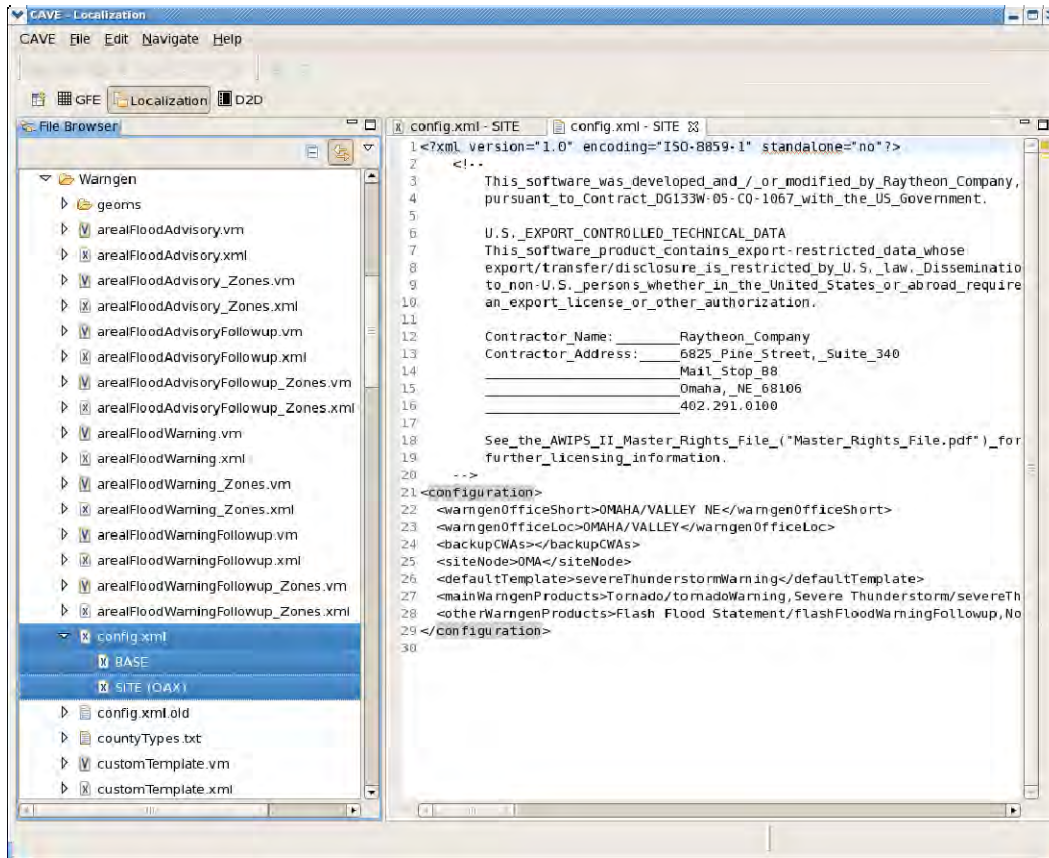 CAVE - Localization
CAVE File Edit Navigate Help
GFE Localization D2D
File Browser
Warngen
geoms
arealFloodAdvisory.vm
arealFloodAdvisory.xml
arealFloodAdvisory_Zones.vm
arealFloodAdvisory_Zones.xml
arealFloodAdvisoryFollowup.vm
arealFloodAdvisoryFollowup.xml
arealFloodAdvisoryFollowup_Zones.vm
arealFloodAdvisoryFollowup_Zones.xml
arealFloodWarning.vm
arealFloodWarning.xml
arealFloodWarning_Zones.vm
arealFloodWarning_Zones.xml
arealFloodWarningFollowup.vm
arealFloodWarningFollowup.xml
arealFloodWarningFollowup_Zones.vm
arealFloodWarningFollowup_Zones.xml
config.xml
BASE
SITE (OAX)
config.xml.old
countyTypes.txt
customTemplate.vm
customTemplate.xml
config.xml - SITE config.xml - SITE
1 <?xml version="1.0" encoding="ISO-8859-1" standalone="no"?>
2 <!--
3 This_software_was_developed_and_/_or_modified_by_Raytheon_Company,
4 pursuant_to_Contract_DG133W-05-CQ-1067_with_the_US_Government.
5
6 U.S._EXPORT_CONTROLLED_TECHNICAL_DATA
7 This_software_product_contains_export-restricted_data_whose
8 export/transfer/disclosure_is_restricted_by_U.S._law._Disseminatio
9 to_non-U.S._persons_whether_in_the_United_States_or_abroad_require
10 an_export_license_or_other_authorization.
11
12 Contractor_Name:________Raytheon_Company
13 Contractor_Address:_____6825_Pine_Street,_Suite_340
14 ________________________Mail_Stop_B8
15 ________________________Omaha,_NE_68106
16 ________________________402.291.0100
17
18 See_the_AWIPS_II_Master_Rights_File_("Master_Rights_File.pdf")_for
19 further_licensing_information.
20 -->
21 <configuration>
22 <warngenOfficeShort>OMAHA/VALLEY NE</warngenOfficeShort>
23 <warngenOfficeLoc>OMAHA/VALLEY</warngenOfficeLoc>
24 <backupCWAs></backupCWAs>
25 <siteNode>OMA</siteNode>
26 <defaultTemplate>severeThunderstormWarning</defaultTemplate>
27 <mainWarngenProducts>Tornado/tornadoWarning,Severe Thunderstorm/severeTh
28 <otherWarngenProducts>Flash Flood Statement/flashFloodWarningFollowup,No
29 </configuration>
30